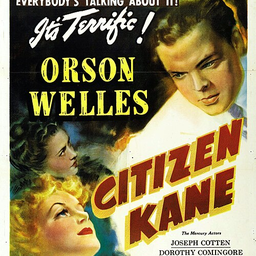 EVERYBODY'S TALKING ABOUT IT!
It's Terrific!
ORSON
WELLES
CITIZEN
KANE
The Mercury Actors
JOSEPH COTTEN
DOROTHY COMINGORE